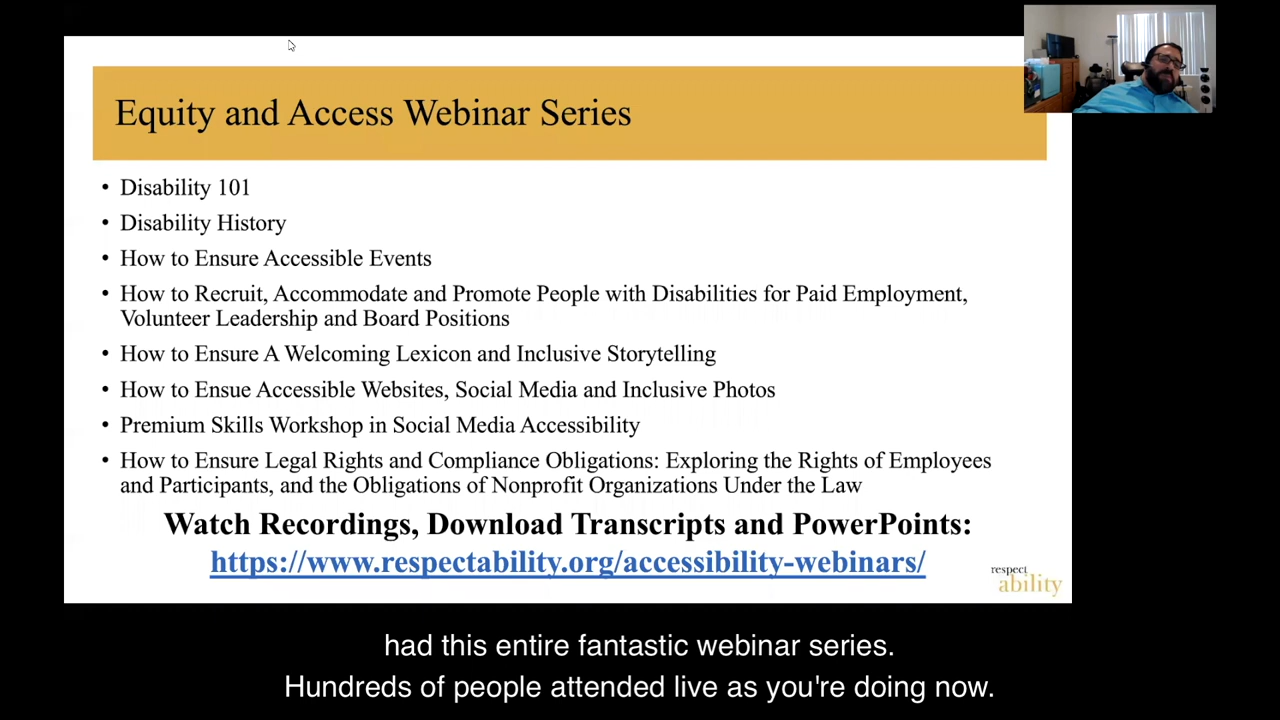 Equity and Access Webinar Series
• Disability 101
• Disability History
• How to Ensure Accessible Events
• How to Recruit, Accommodate and Promote People with Disabilities for Paid Employment,
Volunteer Leadership and Board Positions
• How to Ensure A Welcoming Lexicon and Inclusive Storytelling
• How to Ensue Accessible Websites, Social Media and Inclusive Photos
• Premium Skills Workshop in Social Media Accessibility
• How to Ensure Legal Rights and Compliance Obligations: Exploring the Rights of Employees
and Participants, and the Obligations of Nonprofit Organizations Under the Law
Watch Recordings, Download Transcripts and PowerPoints:
https://www.respectability.org/accessibility-webinars/
respect
ability
had this entire fantastic webinar series.
Hundreds of people attended live as you're doing now.